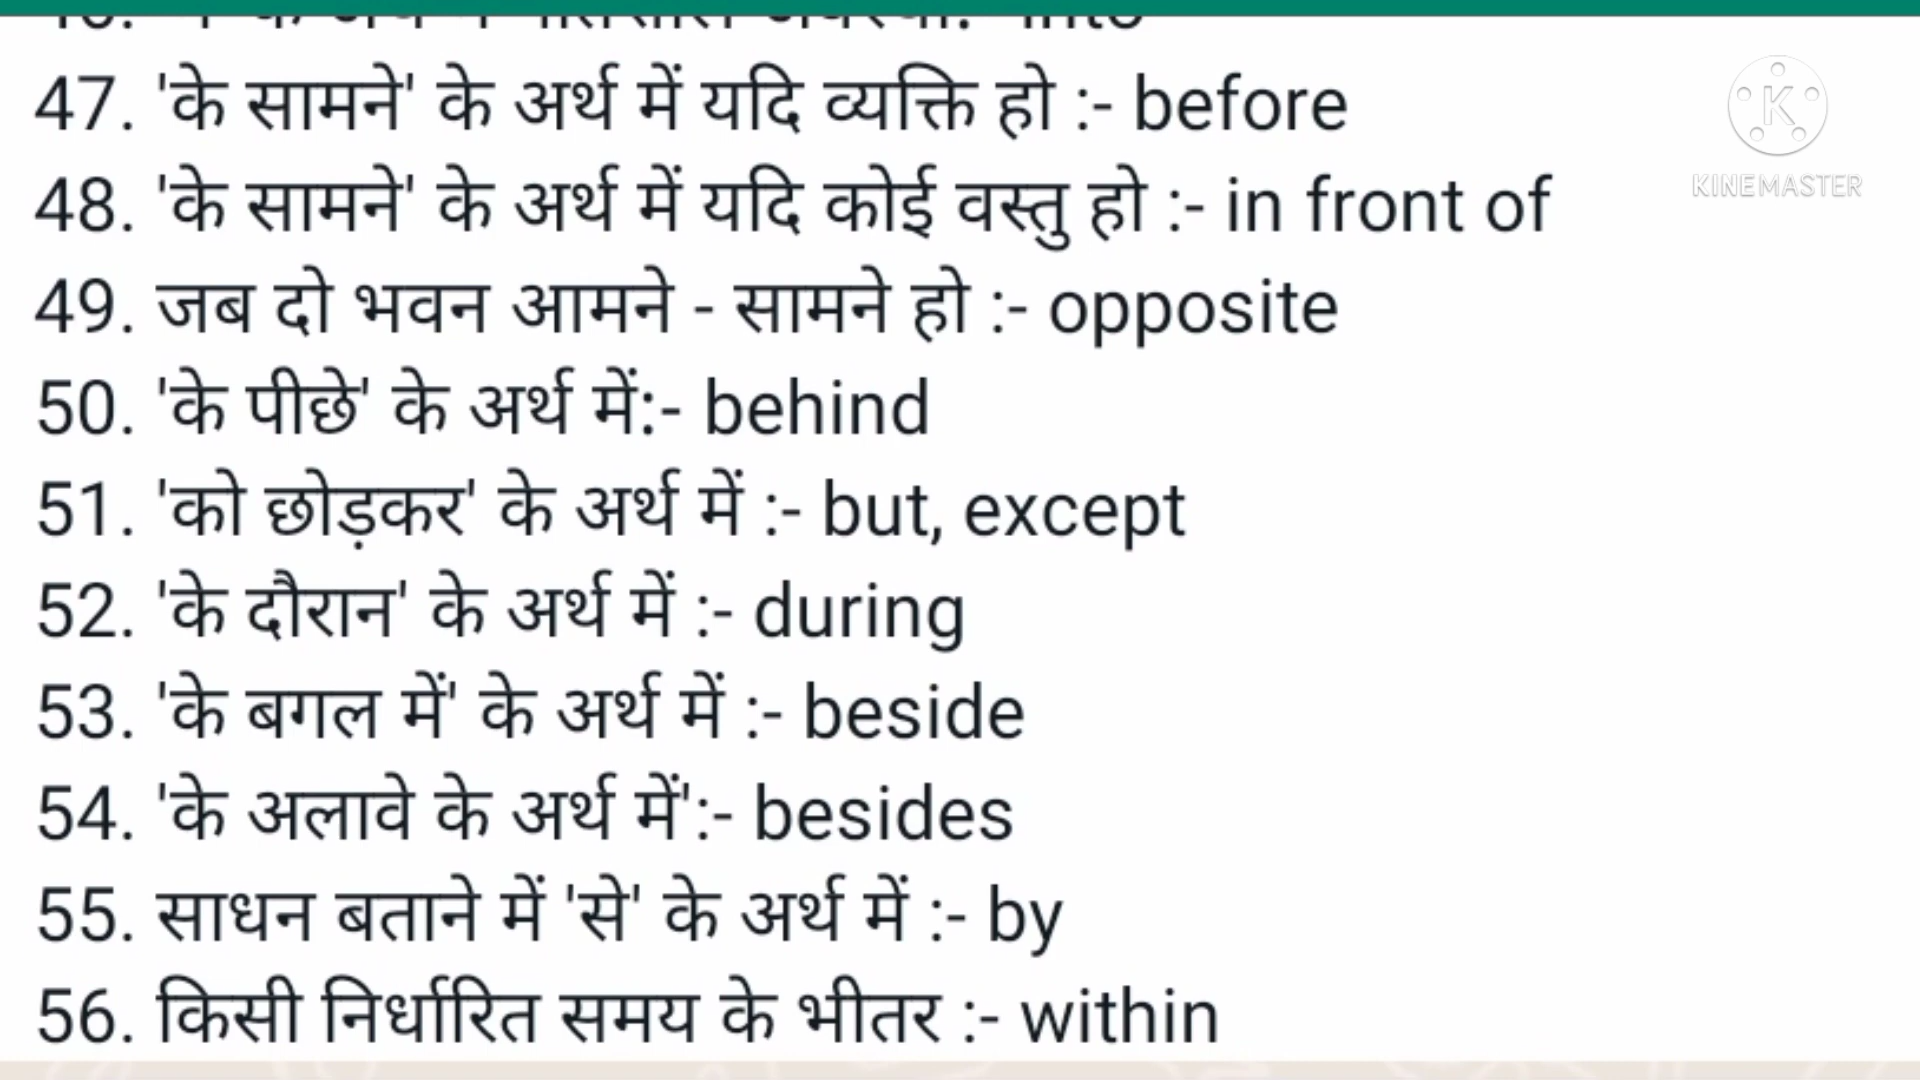 47. 'के सामने' के अर्थ में यदि व्यक्ति हो :- before
48. 'के सामने' के अर्थ में यदि कोई वस्तु हो :- in front of
49. जब दो भवन आमने - सामने हो :- opposite
50. 'के पीछे' के अर्थ में:- behind
51. 'को छोड़कर' के अर्थ में :- but, except
52. 'के दौरान' के अर्थ में :- during
53. 'के बगल में' के अर्थ में :- beside
54. 'के अलावे के अर्थ में':- besides
55. साधन बताने में 'से' के अर्थ में :- by
56. किसी निर्धारित समय के भीतर :- within
K
KINEMASTER